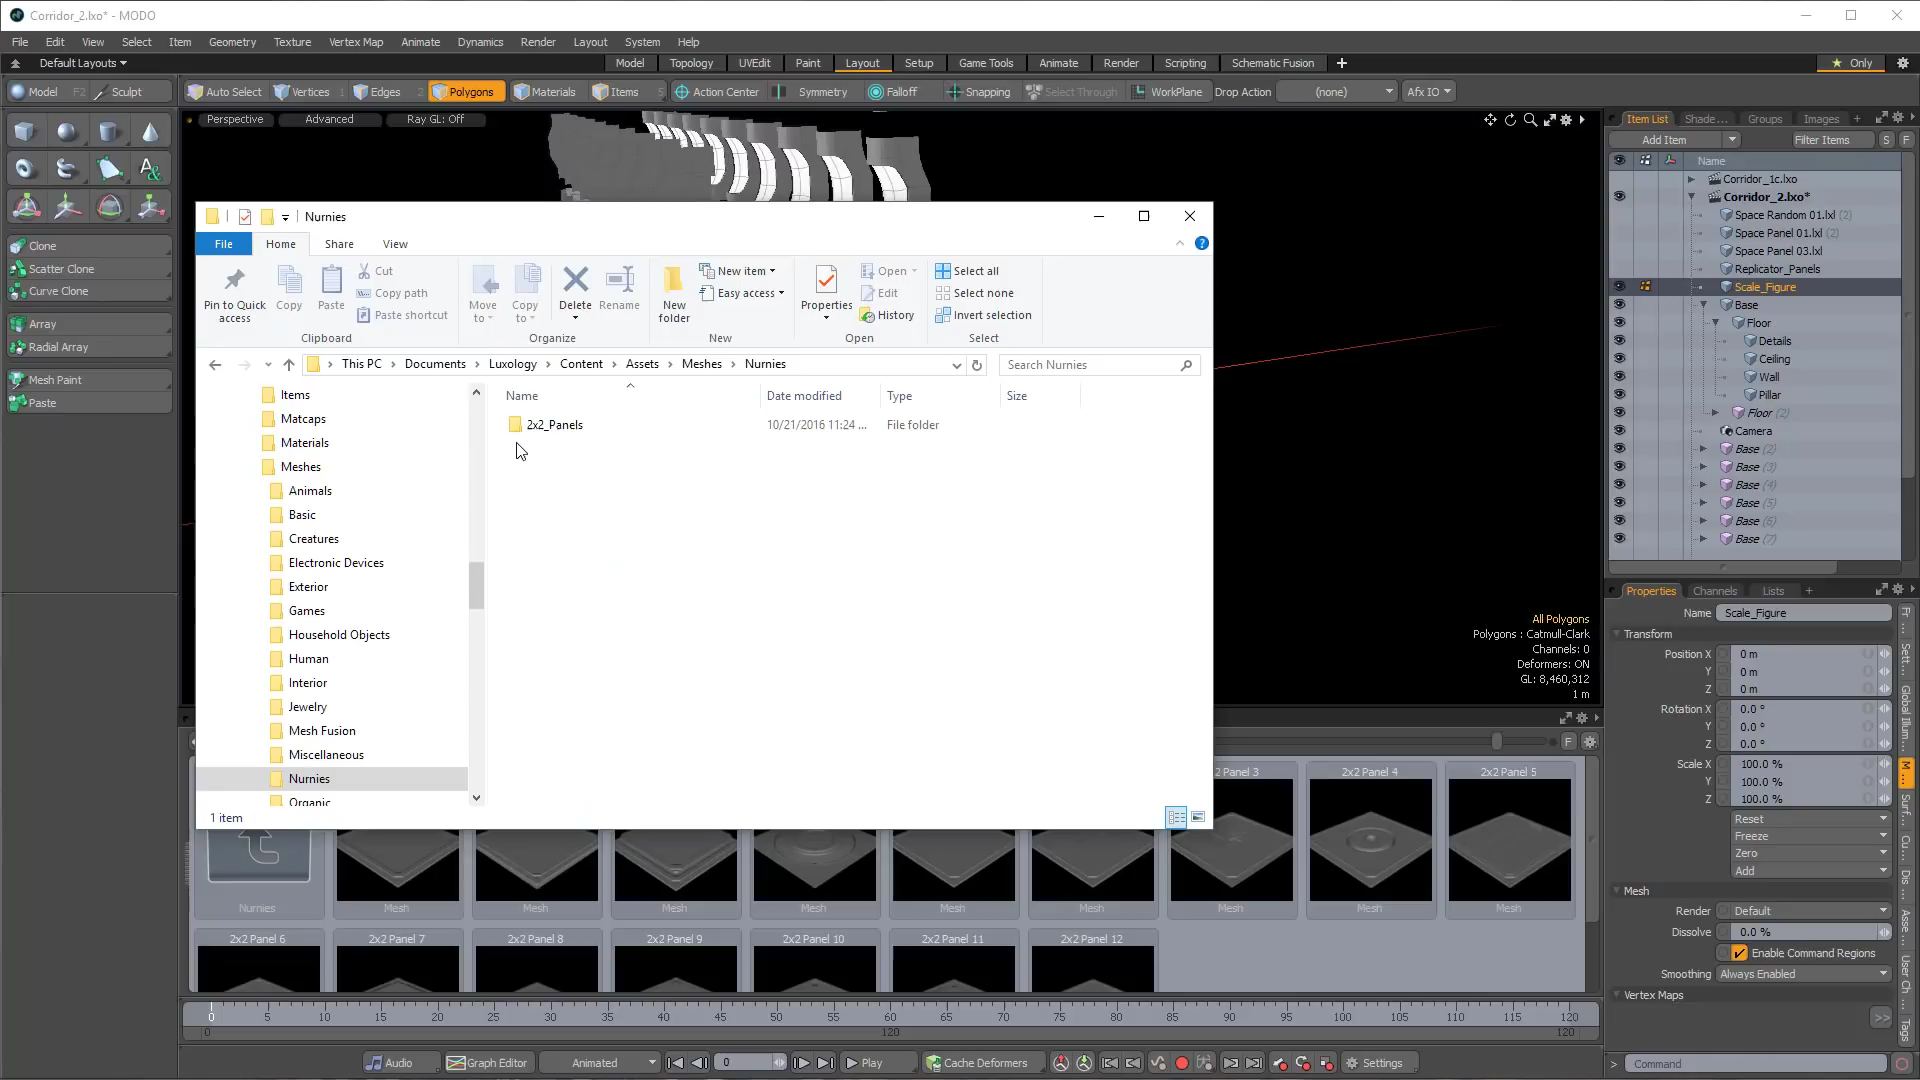 Corridor_2.lxo* - MODO
File Edit View Select Item Geometry Texture Vertex Map Animate Dynamics Render Layout System Help
Default Layouts Model Topology UVEdit Paint Layout Setup Game Tools Animate Render Scripting Schematic Fusion + Only
Model F2 Sculpt Auto Select Vertices Edges 2 Polygons Materials Items Action Center Symmetry Falloff Snapping Select Through WorkPlane Drop Action (none) Afx IO
Perspective Advanced Ray GL: Off
Clone
Scatter Clone
Curve Clone
Array
Radial Array
Mesh Paint
Paste
Nurnies
File Home Share View
Pin to Quick access
Copy
Paste
Cut
Copy path
Paste shortcut
Clipboard
Move to
Copy to
Delete
Rename
Organize
New folder
New item
Easy access
New
Properties
Open
Edit
History
Open
Select all
Select none
Invert selection
Select
This PC Documents Luxology Content Assets Meshes Nurnies
Search Nurnies
Items
Matcaps
Materials
Meshes
Animals
Basic
Creatures
Electronic Devices
Exterior
Games
Household Objects
Human
Interior
Jewelry
Mesh Fusion
Miscellaneous
Nurnies
Organic
Name Date modified Type Size
2x2_Panels 10/21/2016 11:24 ... File folder
1 item
All Polygons
Polygons : Catmull-Clark
Channels: 0
Deformers: ON
GL: 8,460,312
1 m
F
2 Panel 3 2x2 Panel 4 2x2 Panel 5
Nurnies Mesh Mesh Mesh Mesh Mesh Mesh Mesh Mesh Mesh
2x2 Panel 6 2x2 Panel 7 2x2 Panel 8 2x2 Panel 9 2x2 Panel 10 2x2 Panel 11 2x2 Panel 12
0 5 10 15 20 25 30 35 40 45 50 55 60 65 70 75 80 85 90 95 100 105 110 115 120
0 120 120
Audio Graph Editor Animated 0 Play Cache Deformers Settings
Item List Shade... Groups Images +
Add Item Filter Items S F
Name
Corridor_1c.lxo
Corridor_2.lxo*
Space Random 01.lxl (2)
Space Panel 01.lxl (2)
Space Panel 03.lxl
Replicator_Panels
Scale_Figure
Base
Floor
Details
Ceiling
Wall
Pillar
Floor (2)
Camera
Base (2)
Base (3)
Base (4)
Base (5)
Base (6)
Base (7)
Properties Channels Lists +
Name Scale_Figure
Transform
Position X 0 m
Y 0 m
Z 0 m
Rotation X 0.0 °
Y 0.0 °
Z 0.0 °
Scale X 100.0 %
Y 100.0 %
Z 100.0 %
Reset
Freeze
Zero
Add
Mesh
Render Default
Dissolve 0.0 %
Enable Command Regions
Smoothing Always Enabled
Vertex Maps
>>
Fr ...
Sett...
Global Illum...
M ...
Surf...
Cu ...
Dis ...
Asse...
User Ch ...
Tags
> Command